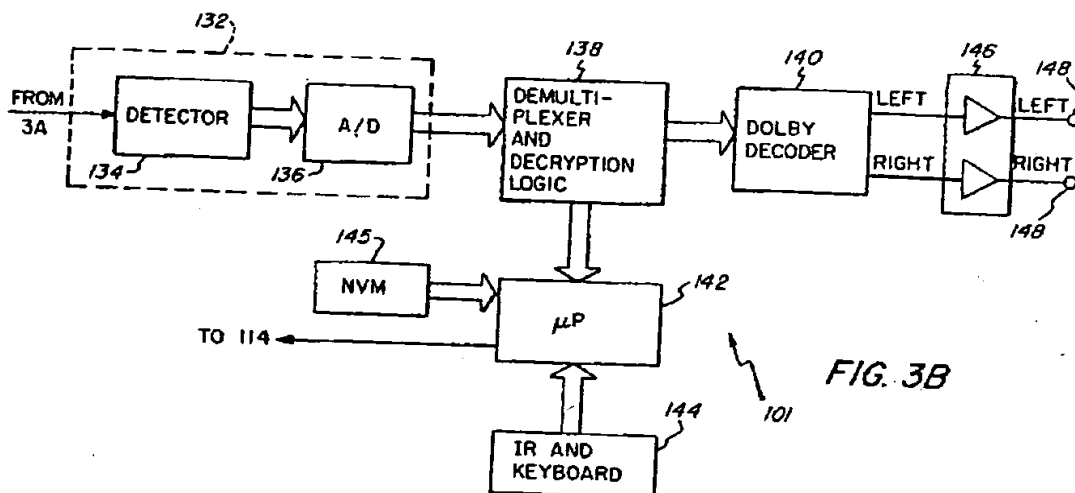 132
FROM
3A
DETECTOR
134
A/D
136
138
DEMULTI-
PLEXER
AND
DECRYPTION
LOGIC
140
DOLBY
DECODER
LEFT
RIGHT
146
LEFT
RIGHT
148
148
145
NVM
μP
142
TO 114
IR AND
KEYBOARD
144
101
FIG. 3B